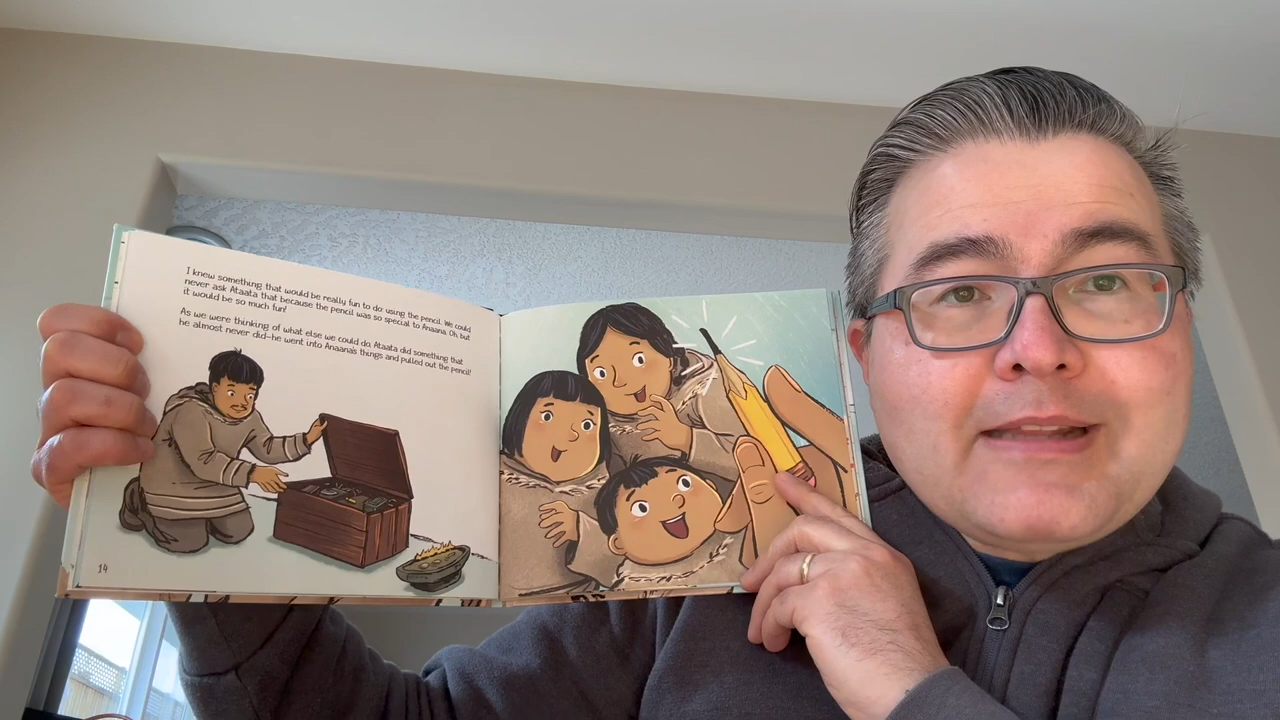 I knew something that would be really fun to do using the pencil. We could
never ask Ataata that because the pencil was so special to Anaana. Oh, but
it would be so much fun!
As we were thinking of what else we could do, Ataata did something that
he almost never did–he went into Anaana's things and pulled out the pencil!
14